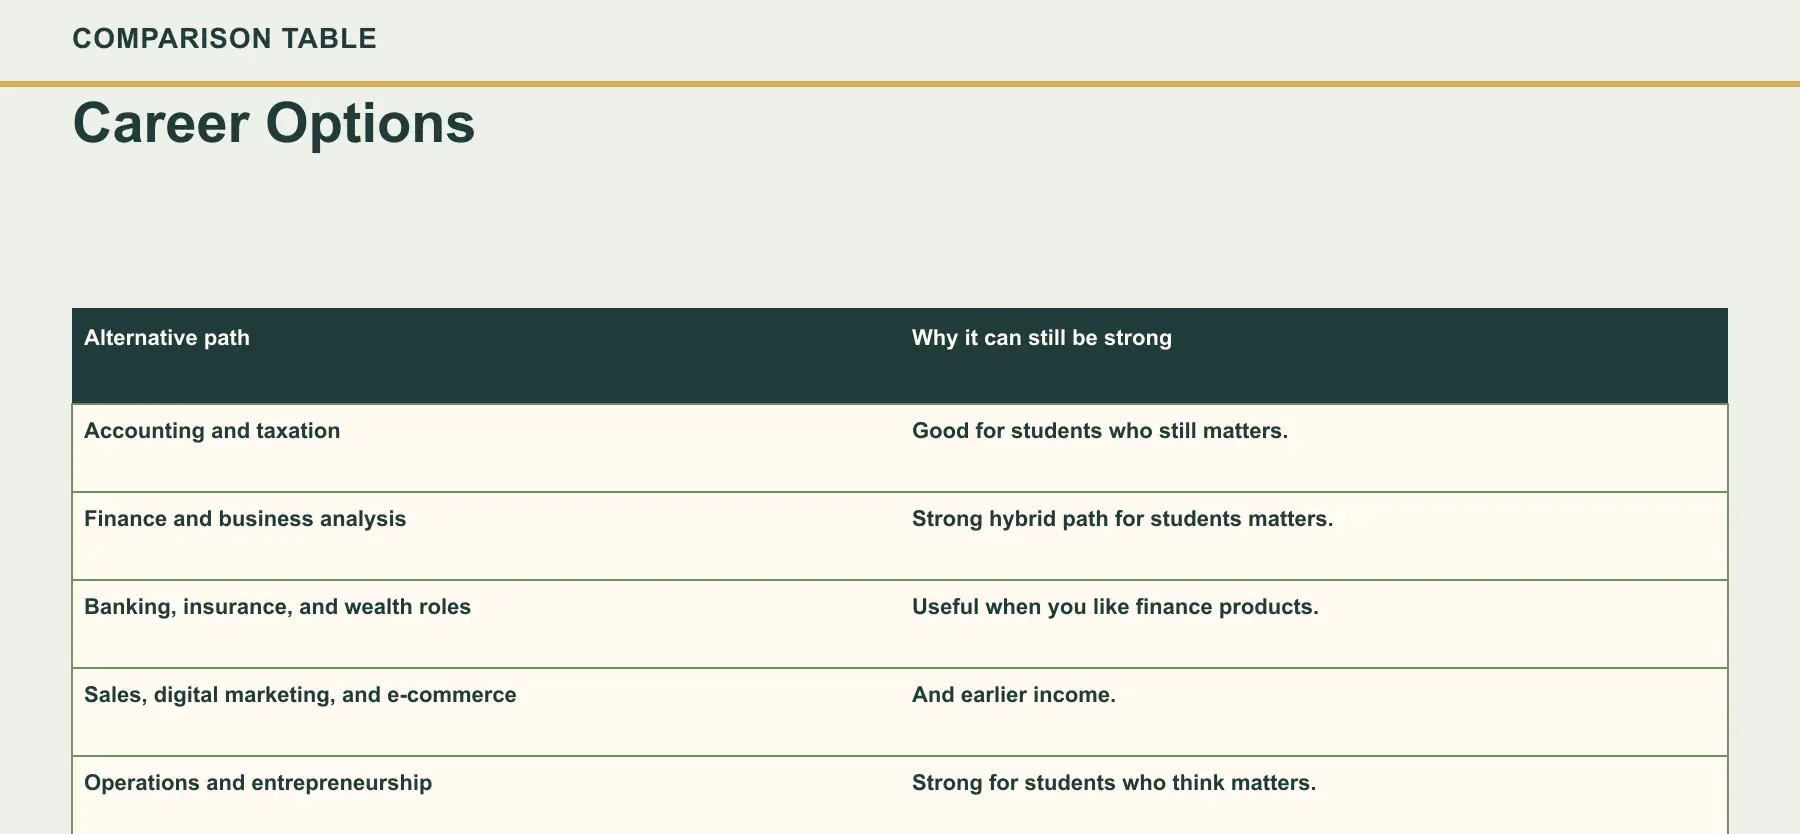 COMPARISON TABLE
Career Options
Alternative path Why it can still be strong
Accounting and taxation Good for students who still matters.
Finance and business analysis Strong hybrid path for students matters.
Banking, insurance, and wealth roles Useful when you like finance products.
Sales, digital marketing, and e-commerce And earlier income.
Operations and entrepreneurship Strong for students who think matters.